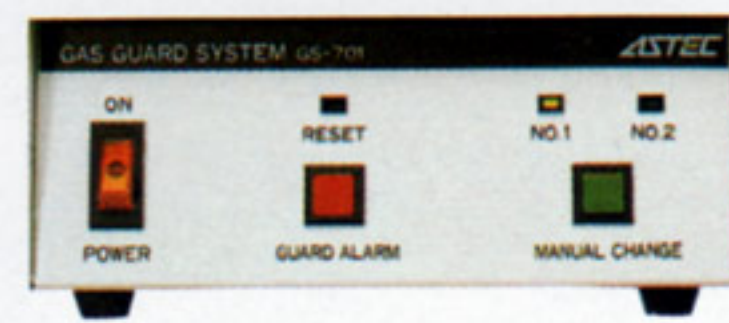 GAS GUARD SYSTEM GS-701
ASTEC
ON
RESET
NO.1
NO.2
POWER
GUARD ALARM
MANUAL CHANGE